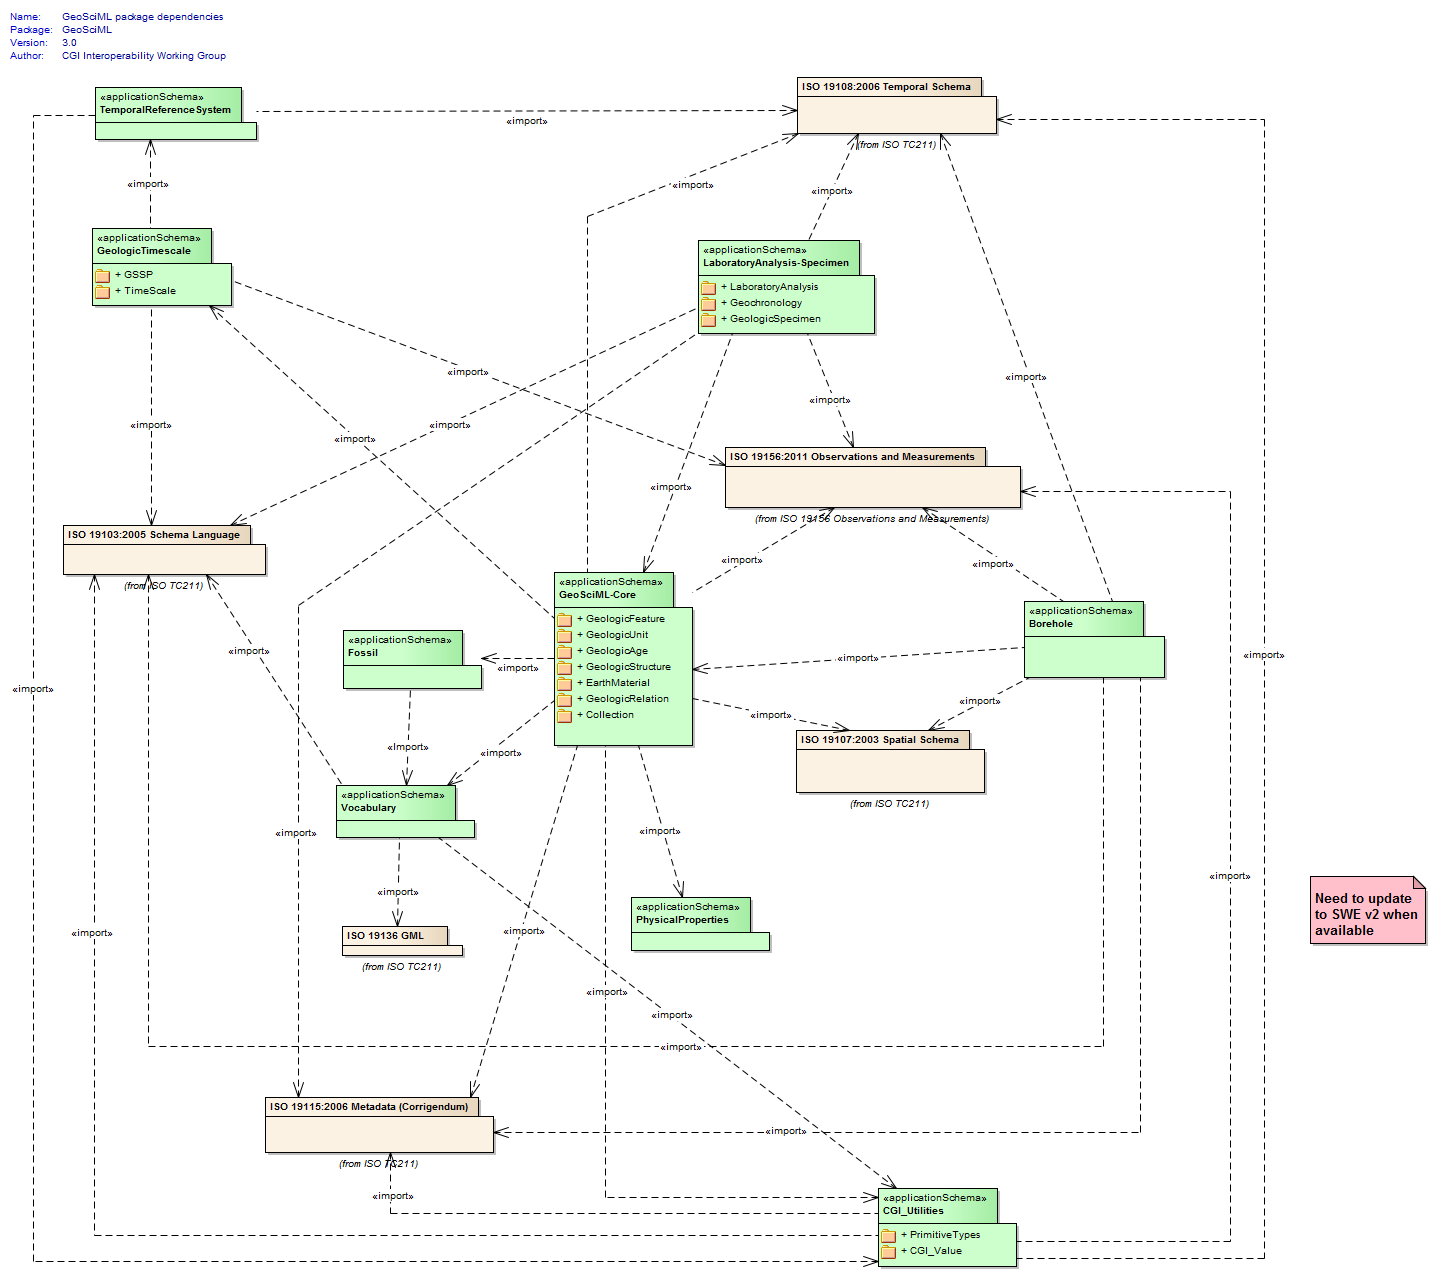 Name: GeoSciML package dependencies
Package: GeoSciML
Version: 3.0
Author: CGI Interoperability Working Group
«applicationSchema»
TemporalReferenceSystem
ISO 19108:2006 Temporal Schema
(from ISO TC211)
«import»
«import»
«import»
«import»
«applicationSchema»
GeologicTimescale
+ GSSP
+ TimeScale
«applicationSchema»
LaboratoryAnalysis-Specimen
+ LaboratoryAnalysis
+ Geochronology
+ GeologicSpecimen
«import»
«import»
«import»
«import»
«import»
«import»
ISO 19156:2011 Observations and Measurements
(from ISO 19156 Observations and Measurements)
«import»
«import»
ISO 19103:2005 Schema Language
(from ISO TC211)
«import»
«import»
«applicationSchema»
GeoSciML-Core
+ GeologicFeature
+ GeologicUnit
+ GeologicAge
+ GeologicStructure
+ EarthMaterial
+ GeologicRelation
+ Collection
«applicationSchema»
Borehole
«applicationSchema»
Fossil
«import»
«import»
«import»
«import»
«import»
«import»
«import»
ISO 19107:2003 Spatial Schema
(from ISO TC211)
«Import»
«import»
«applicationSchema»
Vocabulary
«import»
«import»
«import»
«import»
«import»
«import»
Need to update
to SWE v2 when
available
«applicationSchema»
PhysicalProperties
ISO 19136 GML
(from ISO TC211)
«import»
«import»
«import»
«import»
ISO 19115:2006 Metadata (Corrigendum)
(from ISO TC211)
«import»
«import»
«applicationSchema»
CGI_Utilities
+ PrimitiveTypes
+ CGI_Value